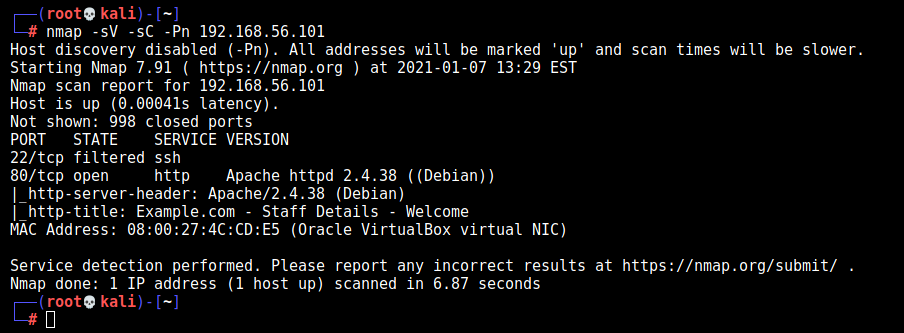 ┌──(root💀kali)-[~]
└─# nmap -sV -sC -Pn 192.168.56.101
Host discovery disabled (-Pn). All addresses will be marked 'up' and scan times will be slower.
Starting Nmap 7.91 ( https://nmap.org ) at 2021-01-07 13:29 EST
Nmap scan report for 192.168.56.101
Host is up (0.00041s latency).
Not shown: 998 closed ports
PORT   STATE    SERVICE VERSION
22/tcp filtered ssh
80/tcp open     http    Apache httpd 2.4.38 ((Debian))
|_http-server-header: Apache/2.4.38 (Debian)
|_http-title: Example.com - Staff Details - Welcome
MAC Address: 08:00:27:4C:CD:E5 (Oracle VirtualBox virtual NIC)

Service detection performed. Please report any incorrect results at https://nmap.org/submit/ .
Nmap done: 1 IP address (1 host up) scanned in 6.87 seconds
┌──(root💀kali)-[~]
└─#